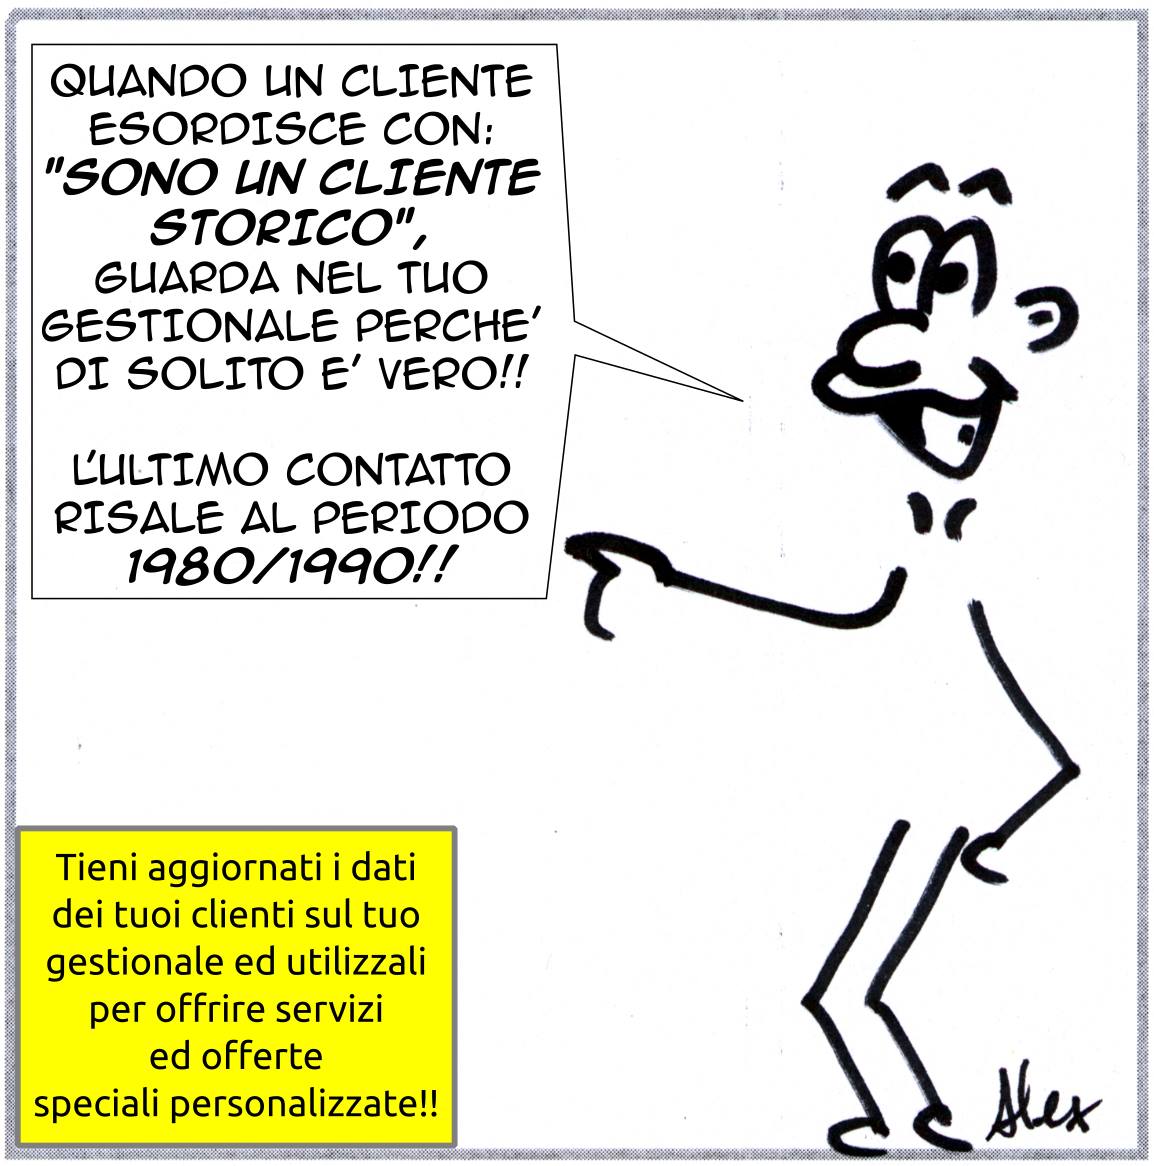 QUANDO UN CLIENTE
ESORDISCE CON:
"SONO UN CLIENTE
STORICO",
GUARDA NEL TUO
GESTIONALE PERCHE'
DI SOLITO E' VERO!!
L'ULTIMO CONTATTO
RISALE AL PERIODO
1980/1990!!
Tieni aggiornati i dati
dei tuoi clienti sul tuo
gestionale ed utilizzali
per offrire servizi
ed offerte
speciali personalizzate!!
Alex